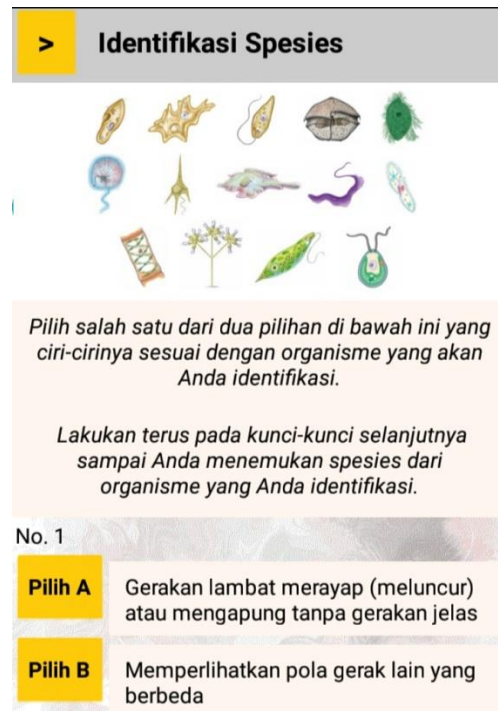 > Identifikasi Spesies
Pilih salah satu dari dua pilihan di bawah ini yang
ciri-cirinya sesuai dengan organisme yang akan
Anda identifikasi.
Lakukan terus pada kunci-kunci selanjutnya
sampai Anda menemukan spesies dari
organisme yang Anda identifikasi.
No. 1
Pilih A
Gerakan lambat merayap (meluncur)
atau mengapung tanpa gerakan jelas
Pilih B
Memperlihatkan pola gerak lain yang
berbeda